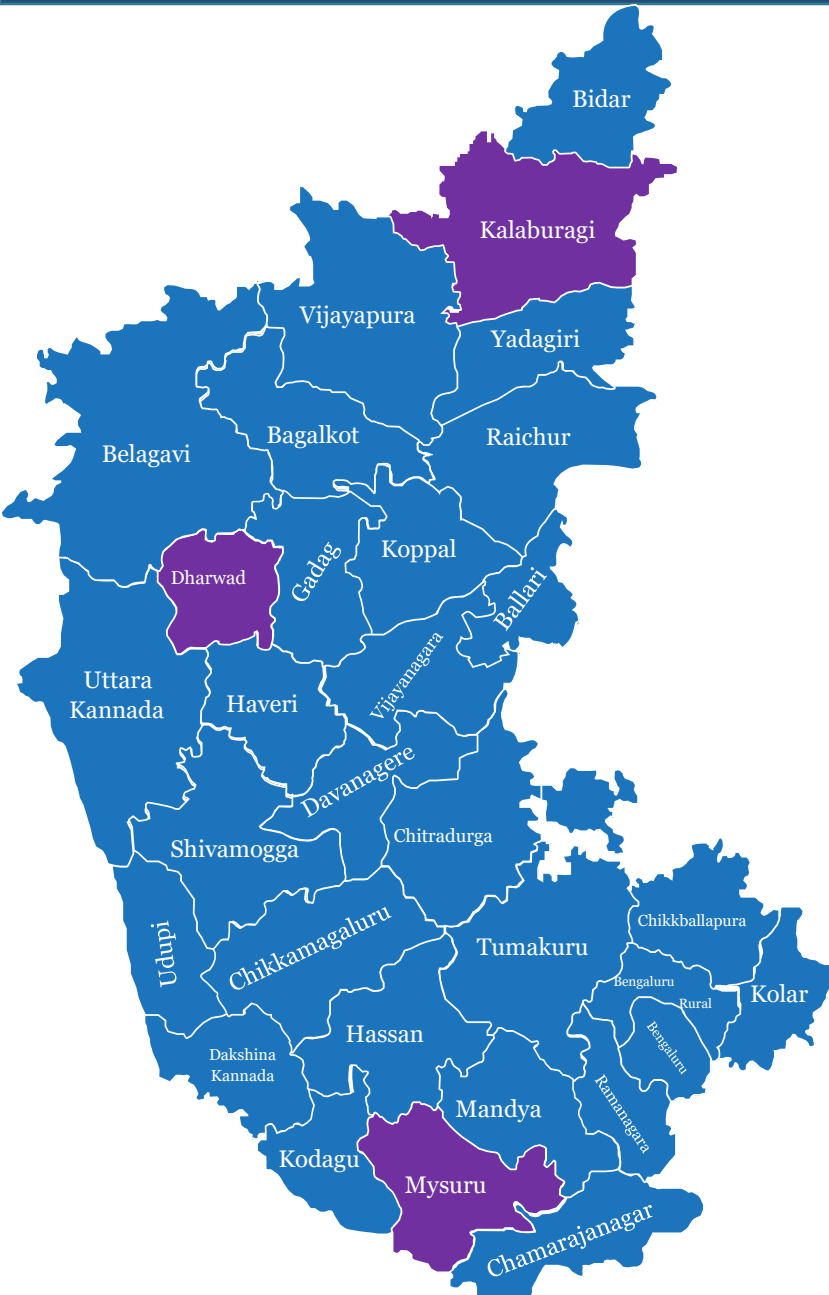 Bidar
Kalaburagi
Vijayapura
Yadagiri
Bagalkot
Raichur
Belagavi
Koppal
Gadag
Dharwad
Ballari
Vijayanagara
Uttara
Kannada
Haveri
Davanagere
Chitradurga
Shivamogga
Chikkballapura
Chikkamagaluru
Tumakuru
Udupi
Bengaluru
Rural
Kolar
Hassan
Bengaluru
Dakshina
Kannada
Mandya
Ramanagara
Kodagu
Mysuru
Chamarajanagar